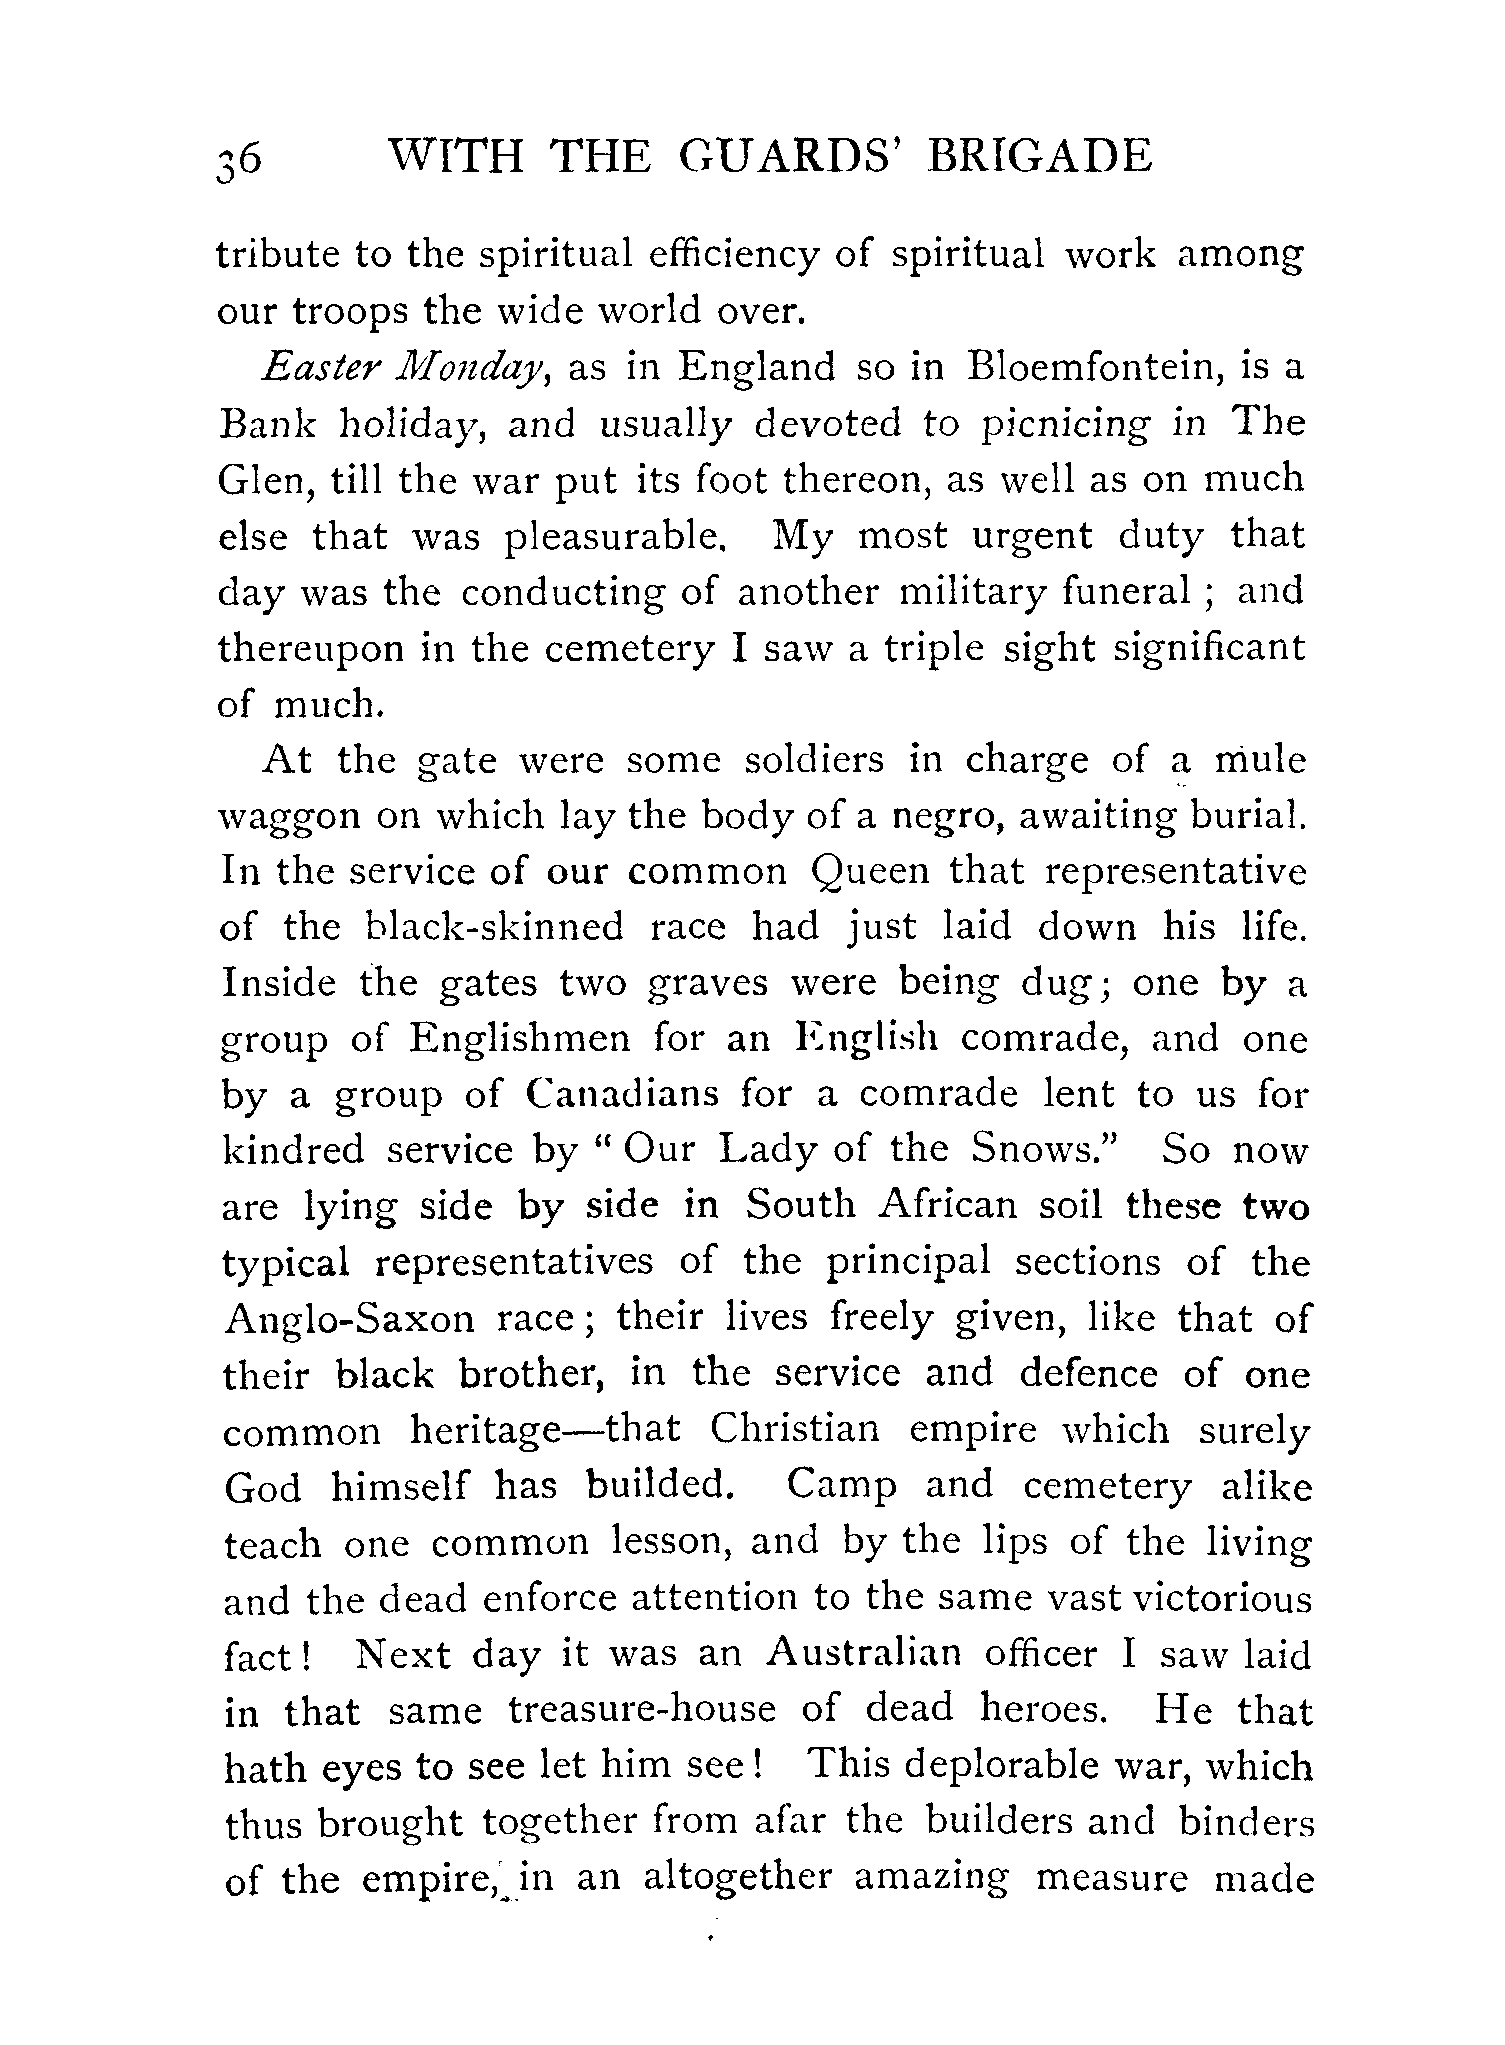 36 WITH THE GUARDS' BRIGADE
tribute to the spiritual efficiency of spiritual work among
our troops the wide world over.
Easter Monday, as in England so in Bloemfontein, is a
Bank holiday, and usually devoted to picnicing in The
Glen, till the war put its foot thereon, as well as on much
else that was pleasurable. My most urgent duty that
day was the conducting of another military funeral ; and
thereupon in the cemetery I saw a triple sight significant
of much.
At the gate were some soldiers in charge of a mule
waggon on which lay the body of a negro, awaiting burial.
In the service of our common Queen that representative
of the black-skinned race had just laid down his life.
Inside the gates two graves were being dug; one by a
group of Englishmen for an English comrade, and one
by a group of Canadians for a comrade lent to us for
kindred service by “ Our Lady of the Snows.” So now
are lying side by side in South African soil these two
typical representatives of the principal sections of the
Anglo-Saxon race ; their lives freely given, like that of
their black brother, in the service and defence of one
common heritage—that Christian empire which surely
God himself has builded. Camp and cemetery alike
teach one common lesson, and by the lips of the living
and the dead enforce attention to the same vast victorious
fact ! Next day it was an Australian officer I saw laid
in that same treasure-house of dead heroes. He that
hath eyes to see let him see ! This deplorable war, which
thus brought together from afar the builders and binders
of the empire, in an altogether amazing measure made